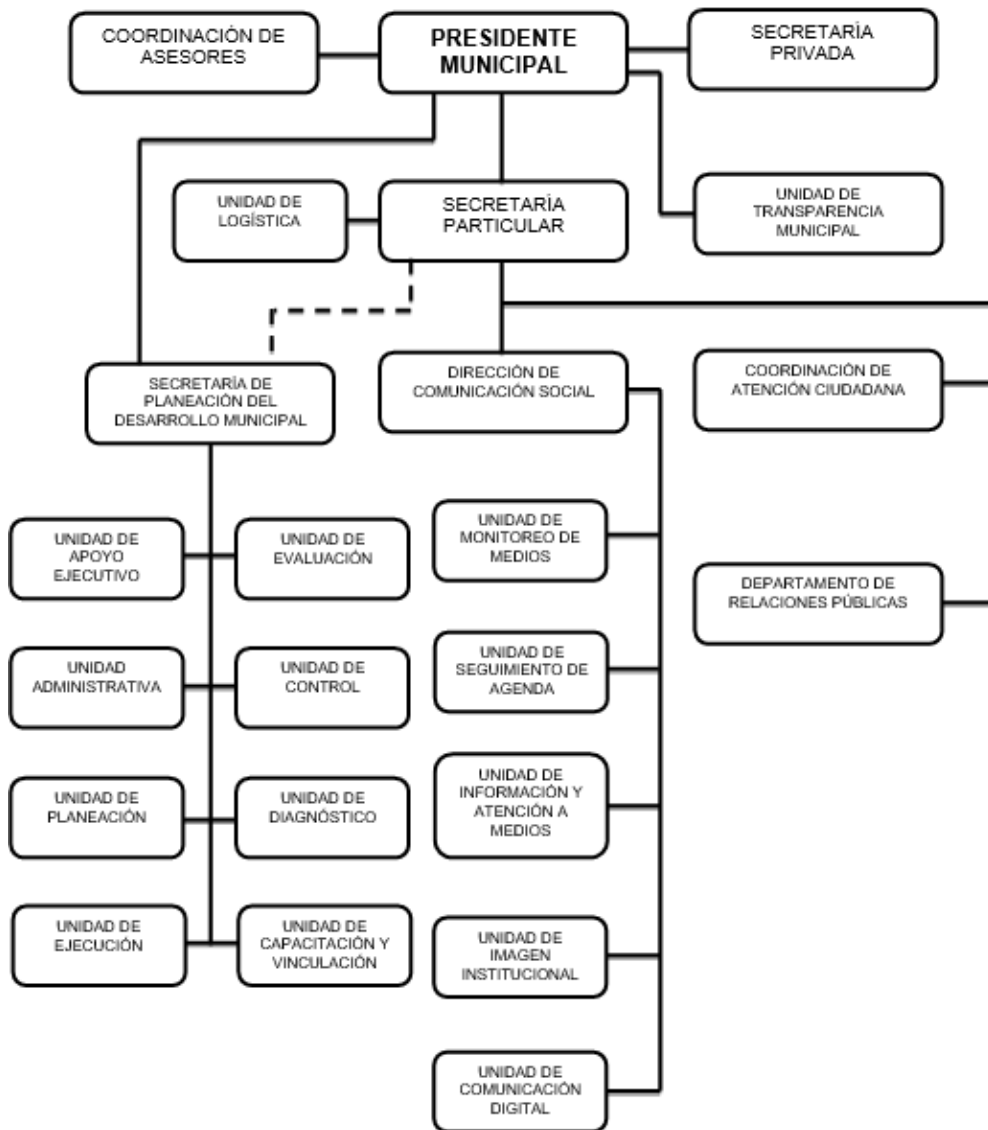 COORDINACIÓN DE
ASESORES
PRESIDENTE
MUNICIPAL
SECRETARÍA
PRIVADA
UNIDAD DE
LOGÍSTICA
SECRETARÍA
PARTICULAR
UNIDAD DE
TRANSPARENCIA
MUNICIPAL
SECRETARÍA DE
PLANEACIÓN DEL
DESARROLLO MUNICIPAL
DIRECCIÓN DE
COMUNICACIÓN SOCIAL
COORDINACIÓN DE
ATENCIÓN CIUDADANA
UNIDAD DE
APOYO
EJECUTIVO
UNIDAD DE
EVALUACIÓN
UNIDAD DE
MONITOREO DE
MEDIOS
DEPARTAMENTO DE
RELACIONES PÚBLICAS
UNIDAD
ADMINISTRATIVA
UNIDAD DE
CONTROL
UNIDAD DE
SEGUIMIENTO DE
AGENDA
UNIDAD DE
PLANEACIÓN
UNIDAD DE
DIAGNÓSTICO
UNIDAD DE
INFORMACIÓN Y
ATENCIÓN A
MEDIOS
UNIDAD DE
EJECUCIÓN
UNIDAD DE
CAPACITACIÓN Y
VINCULACIÓN
UNIDAD DE
IMAGEN
INSTITUCIONAL
UNIDAD DE
COMUNICACIÓN
DIGITAL